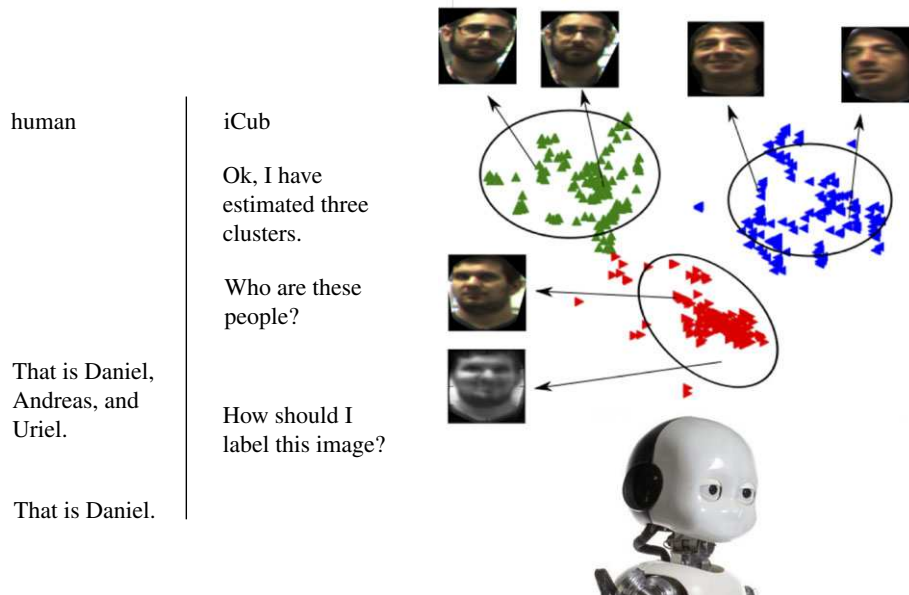 human
iCub
Ok, I have
estimated three
clusters.
Who are these
people?
That is Daniel,
Andreas, and
Uriel.
How should I
label this image?
That is Daniel.